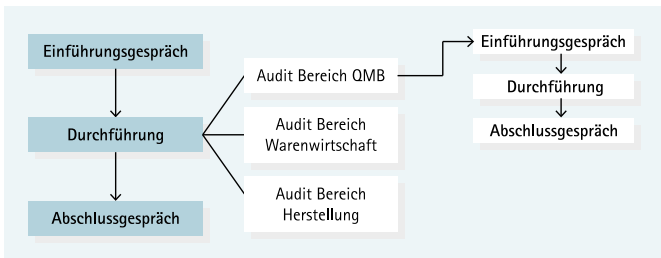 Einführungsgespräch
Durchführung
Abschlussgespräch
Audit Bereich QMB
Audit Bereich
Warenwirtschaft
Audit Bereich
Herstellung
Einführungsgespräch
Durchführung
Abschlussgespräch